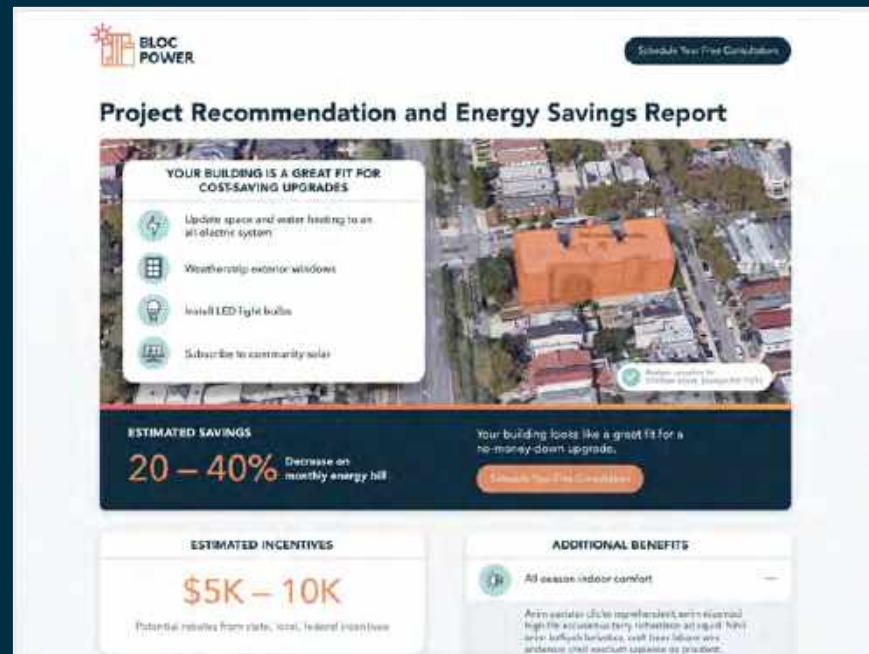 BLOC
POWER
Schedule Your Free Consultation
Project Recommendation and Energy Savings Report
YOUR BUILDING IS A GREAT FIT FOR
COST-SAVING UPGRADES
Update space and water heating to an
all electric system
Weatherstrip exterior windows
Install LED light bulbs
Subscribe to community solar
ESTIMATED SAVINGS
20 – 40%
Decrease on
monthly energy bill
Your building looks like a great fit for a
no-money-down upgrade.
Schedule Your Free Consultation
ESTIMATED INCENTIVES
$5K – 10K
Potential rebates from state, local, federal incentives
ADDITIONAL BENEFITS
All season indoor comfort